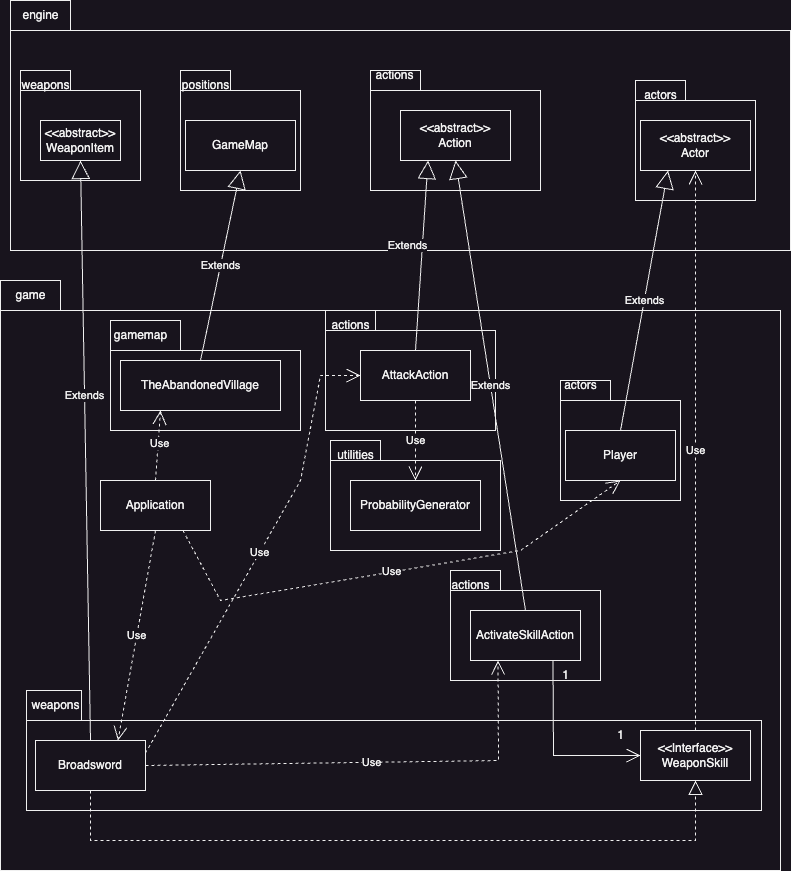 engine
weapons
positions
actions
actors
<<abstract>>
WeaponItem
GameMap
<<abstract>>
Action
<<abstract>>
Actor
Extends
Extends
Extends
game
gamemap
actions
TheAbandonedVillage
AttackAction
Extends
Extends
actors
Use
Use
utilities
Player
Use
Application
ProbabilityGenerator
Use
Use
actions
Use
ActivateSkillAction
1
weapons
1
Broadsword
Use
<<Interface>>
WeaponSkill